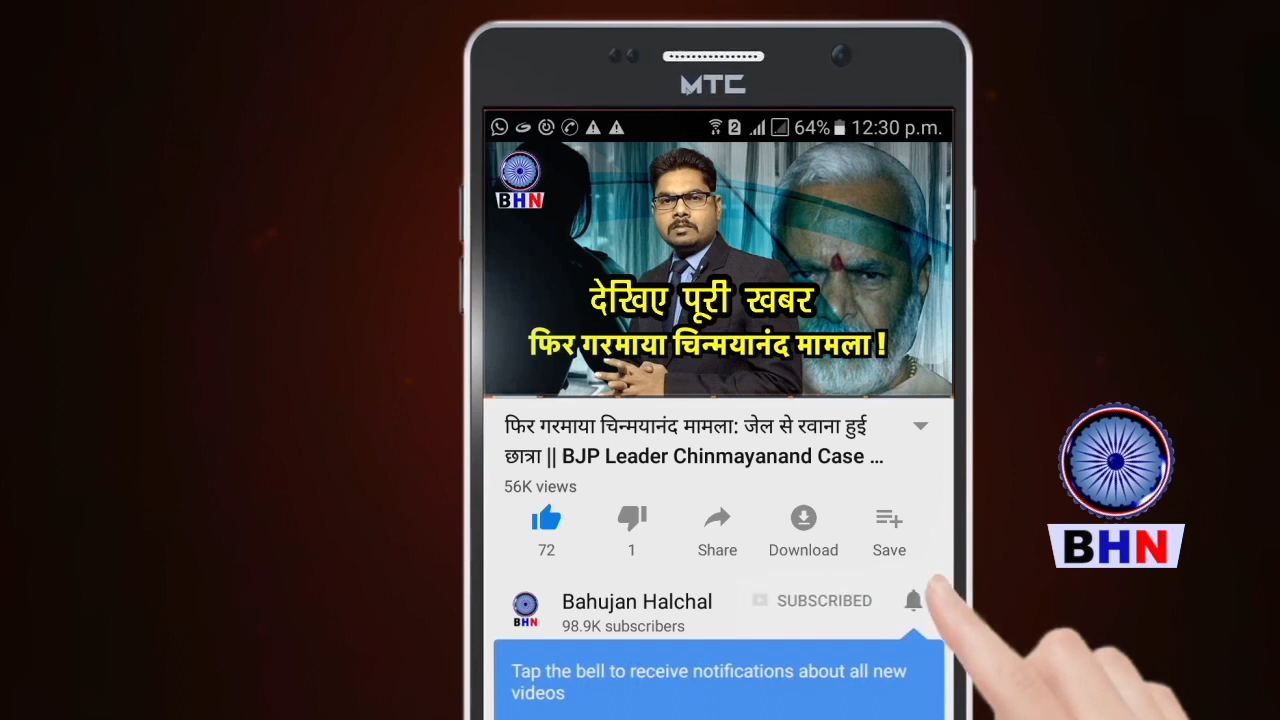 MTC
2 64% 12:30 p.m.
BHN
देखिए पूरी खबर
फिर गरमाया चिन्मयानंद मामला !
फिर गरमाया चिन्मयानंद मामला: जेल से रवाना हुई
छात्रा || BJP Leader Chinmayanand Case ...
56K views
72 1 Share Download Save
Bahujan Halchal SUBSCRIBED
98.9K subscribers
BHN
Tap the bell to receive notifications about all new
videos
BHN